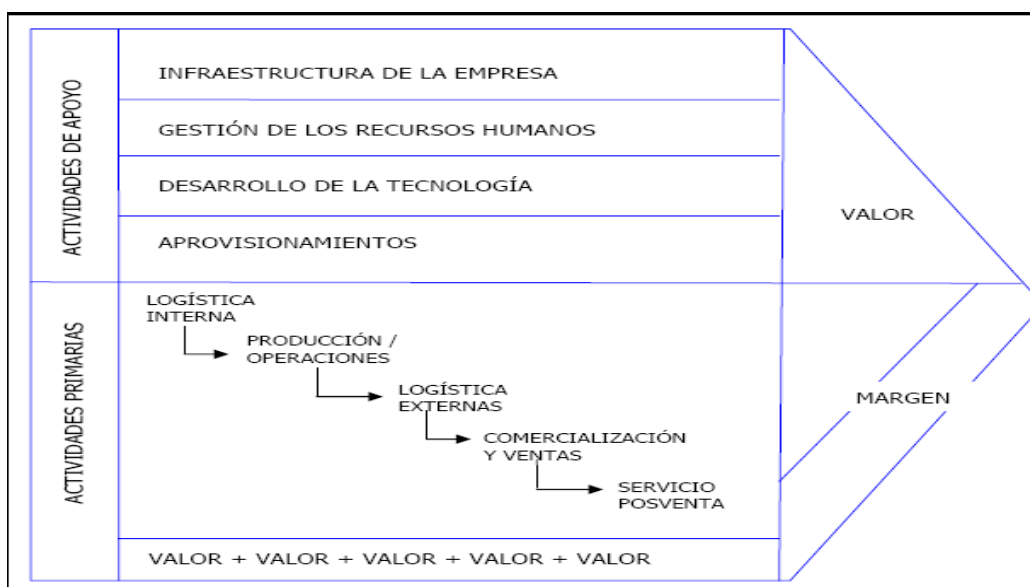 ACTIVIDADES DE APOYO
INFRAESTRUCTURA DE LA EMPRESA
GESTIÓN DE LOS RECURSOS HUMANOS
DESARROLLO DE LA TECNOLOGÍA
APROVISIONAMIENTOS
VALOR
ACTIVIDADES PRIMARIAS
LOGÍSTICA
INTERNA
PRODUCCIÓN /
OPERACIONES
LOGÍSTICA
EXTERNAS
COMERCIALIZACIÓN
Y VENTAS
SERVICIO
POSVENTA
MARGEN
VALOR + VALOR + VALOR + VALOR + VALOR